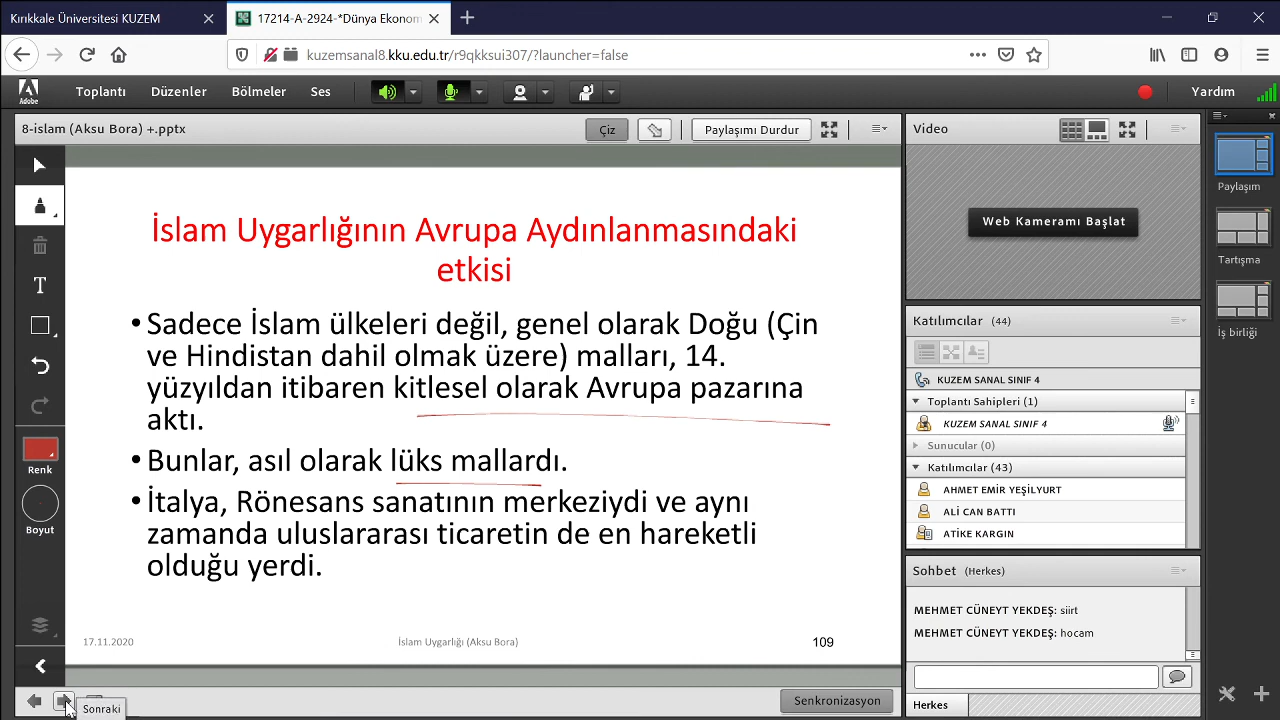 Kırıkkale Üniversitesi KUZEM
17214-A-2924-*Dünya Ekonom
kuzemsanal8.kku.edu.tr/r9qkksui307/?launcher=false
Adobe
Toplantı
Düzenler
Bölmeler
Ses
Yardım
8-islam (Aksu Bora) +.pptx
Çiz
Paylaşımı Durdur
İslam Uygarlığının Avrupa Aydınlanmasındaki
etkisi
•Sadece İslam ülkeleri değil, genel olarak Doğu (Çin
ve Hindistan dahil olmak üzere) malları, 14.
yüzyıldan itibaren kitlesel olarak Avrupa pazarına
aktı.
•Bunlar, asıl olarak lüks mallardı.
•İtalya, Rönesans sanatının merkeziydi ve aynı
zamanda uluslararası ticaretin de en hareketli
olduğu yerdi.
17.11.2020
İslam Uygarlığı (Aksu Bora)
109
T
Renk
Boyut
Sonraki
Senkronizasyon
Video
Web Kameramı Başlat
Katılımcılar (44)
KUZEM SANAL SINIF 4
Toplantı Sahipleri (1)
KUZEM SANAL SINIF 4
Sunucular (0)
Katılımcılar (43)
AHMET EMİR YEŞİLYURT
ALİ CAN BATTI
ATİKE KARGIN
Sohbet (Herkes)
MEHMET CÜNEYT YEKDEŞ: siirt
MEHMET CÜNEYT YEKDEŞ: hocam
Herkes
Paylaşım
Tartışma
İş birliği